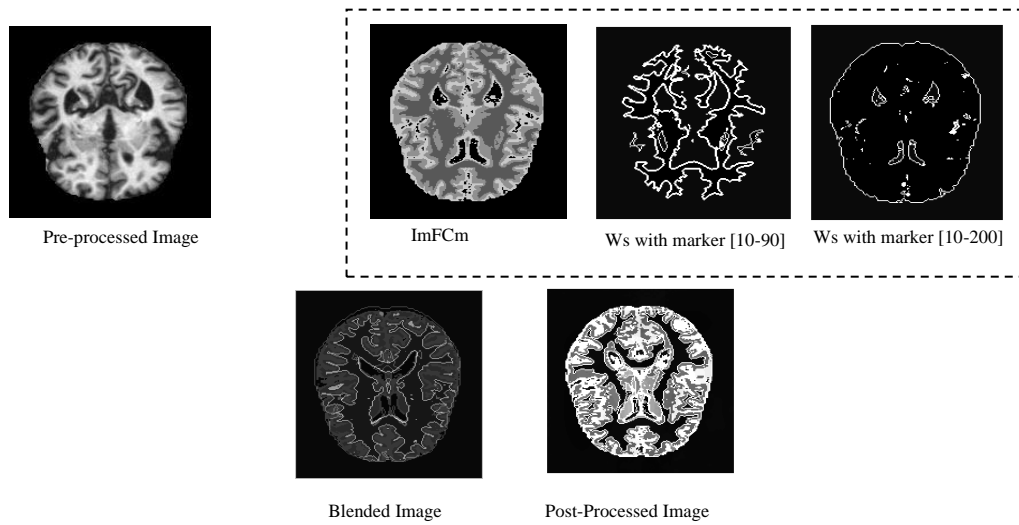 Pre-processed Image
ImFCm
Ws with marker [10-90]
Ws with marker [10-200]
Blended Image
Post-Processed Image